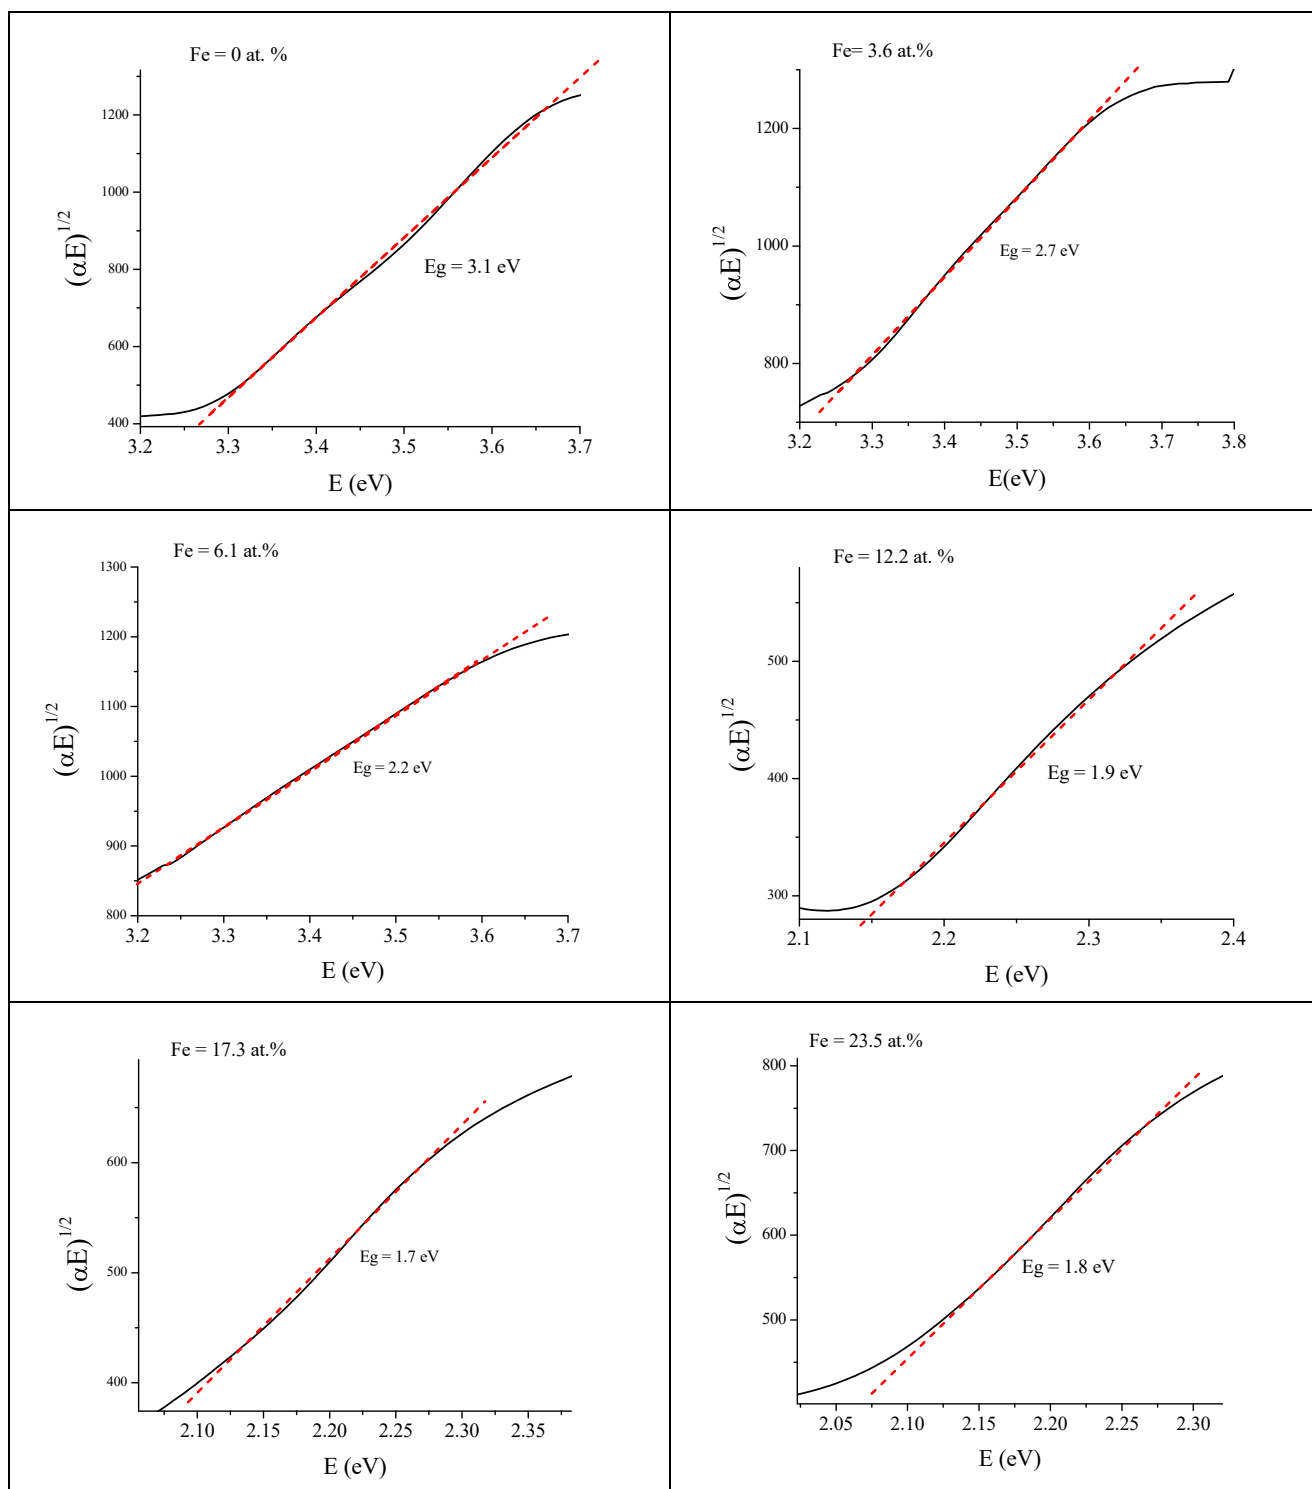 Fe = 0 at. %
1200
1000
800
600
400
(αE)^1/2
Eg = 3.1 eV
3.2 3.3 3.4 3.5 3.6 3.7
E (eV)
Fe= 3.6 at.%
1200
1000
800
(αE)^1/2
Eg = 2.7 eV
3.2 3.3 3.4 3.5 3.6 3.7 3.8
E(eV)
Fe = 6.1 at.%
1300
1200
1100
1000
900
800
(αE)^1/2
Eg = 2.2 eV
3.2 3.3 3.4 3.5 3.6 3.7
E (eV)
Fe = 12.2 at. %
500
400
300
(αE)^1/2
Eg = 1.9 eV
2.1 2.2 2.3 2.4
E (eV)
Fe = 17.3 at.%
600
500
400
(αE)^1/2
Eg = 1.7 eV
2.10 2.15 2.20 2.25 2.30 2.35
E (eV)
Fe = 23.5 at.%
800
700
600
500
(αE)^1/2
Eg = 1.8 eV
2.05 2.10 2.15 2.20 2.25 2.30
E (eV)